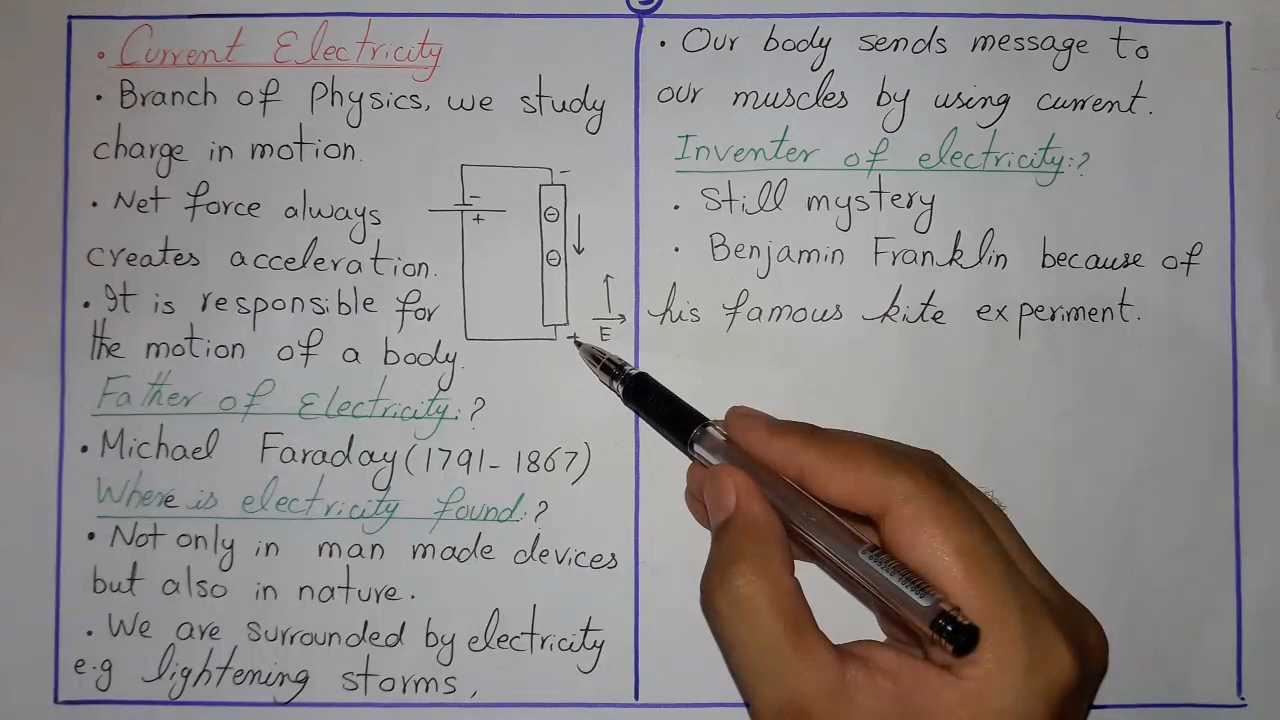 • Current Electricity
• Branch of Physics, we study
charge in motion.
• Net force always
creates acceleration.
• It is responsible for
the motion of a body.
- + - ⊖ ⊖ + E
Father of Electricity:?
• Michael Faraday (1791-1867)
Where is electricity found:?
• Not only in man made devices
but also in nature.
• We are surrounded by electricity
e.g lightening storms,
• Our body sends message to
our muscles by using current.
Inventer of electricity:?
• Still mystery
• Benjamin Franklin because of
his famous kite experiment.